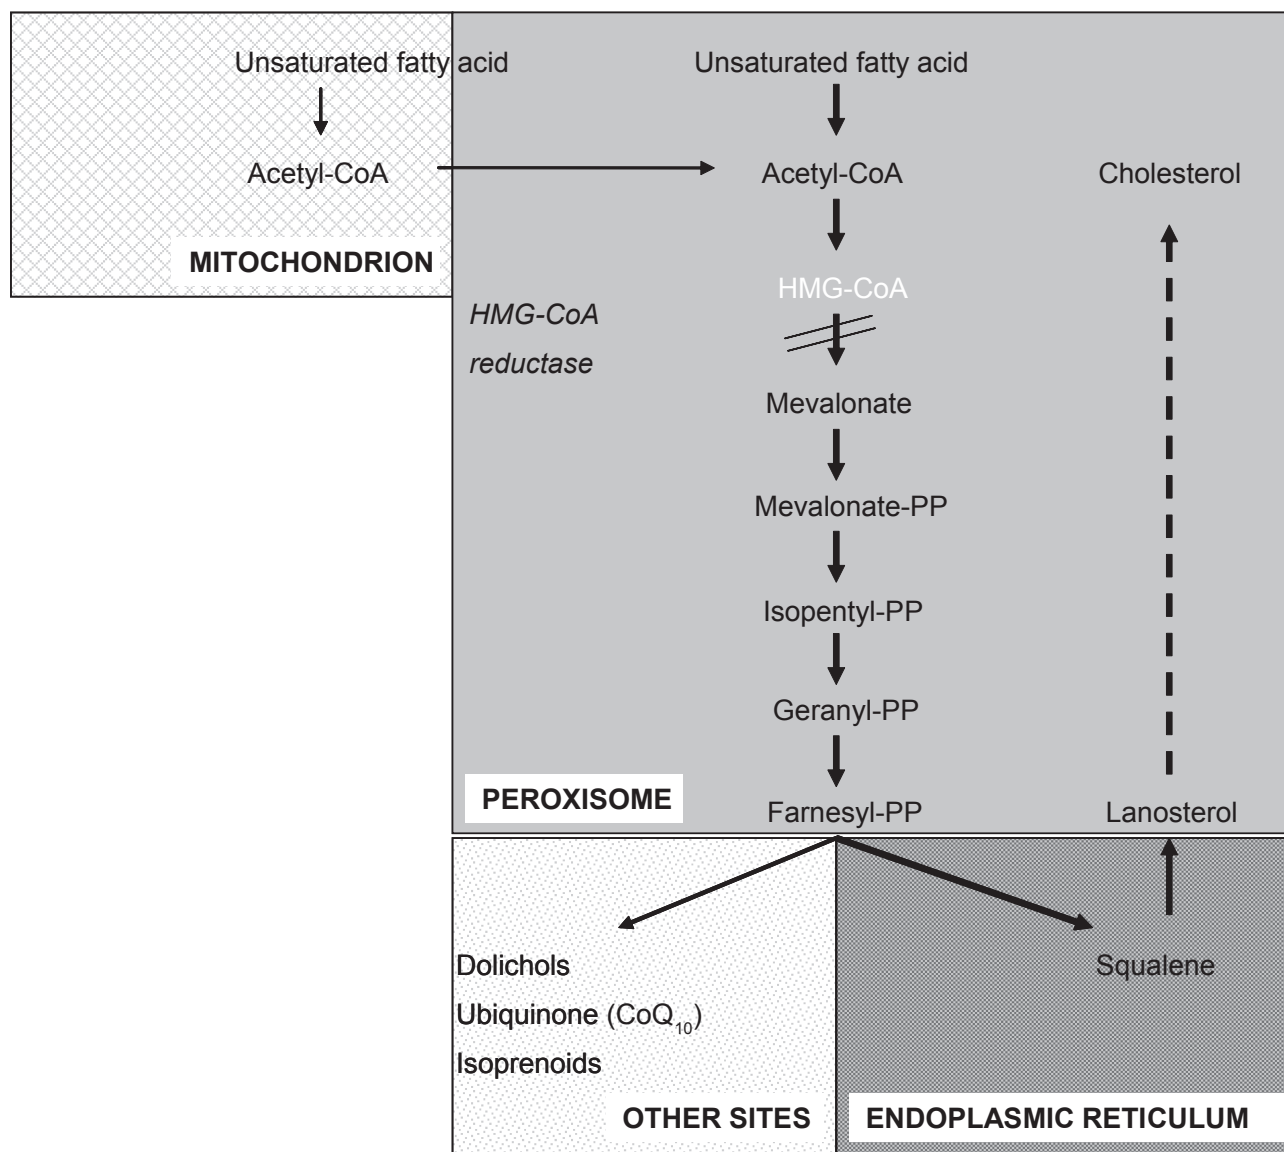 Unsaturated fatty acid
Unsaturated fatty acid
Acetyl-CoA
Acetyl-CoA
Cholesterol
MITOCHONDRION
HMG-CoA
HMG-CoA
reductase
Mevalonate
Mevalonate-PP
Isopentyl-PP
Geranyl-PP
PEROXISOME
Farnesyl-PP
Lanosterol
Dolichols
Ubiquinone (CoQ₁₀)
Isoprenoids
Squalene
OTHER SITES
ENDOPLASMIC RETICULUM